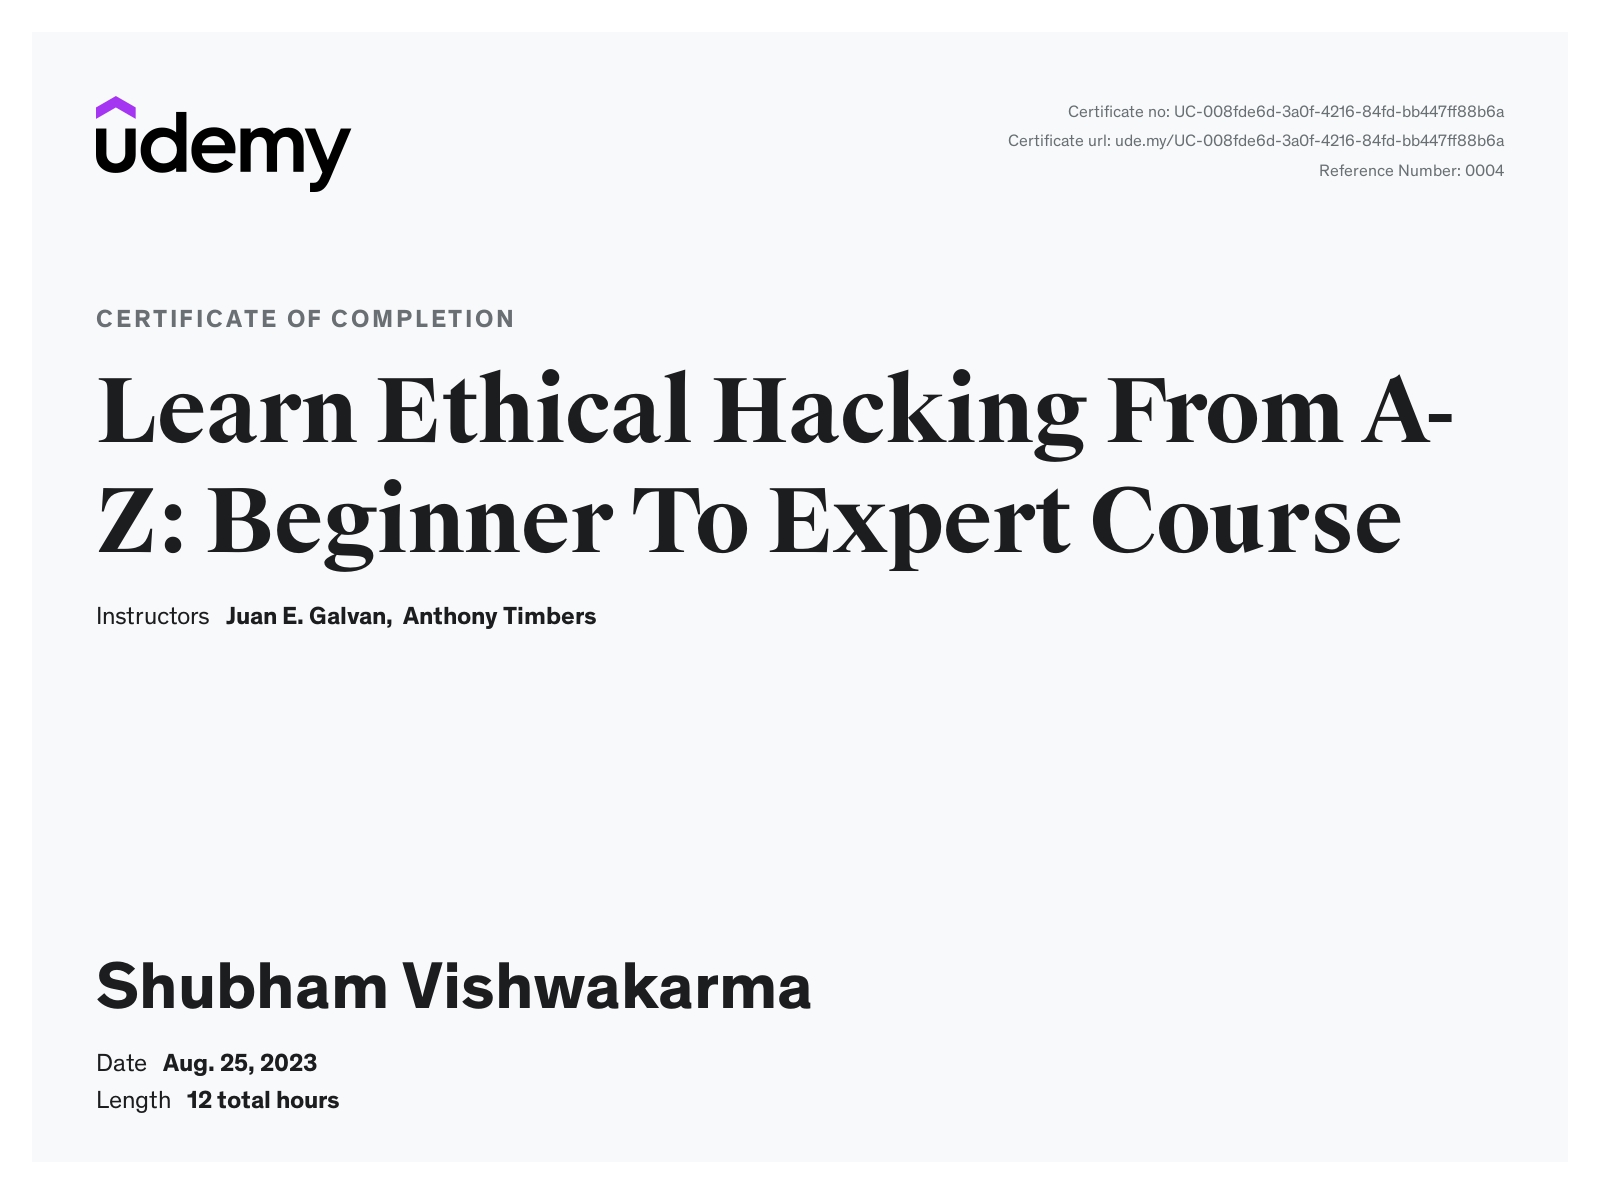 udemy
Certificate no: UC-008fde6d-3a0f-4216-84fd-bb447ff88b6a
Certificate url: ude.my/UC-008fde6d-3a0f-4216-84fd-bb447ff88b6a
Reference Number: 0004
CERTIFICATE OF COMPLETION
Learn Ethical Hacking From A-
Z: Beginner To Expert Course
Instructors Juan E. Galvan, Anthony Timbers
Shubham Vishwakarma
Date Aug. 25, 2023
Length 12 total hours